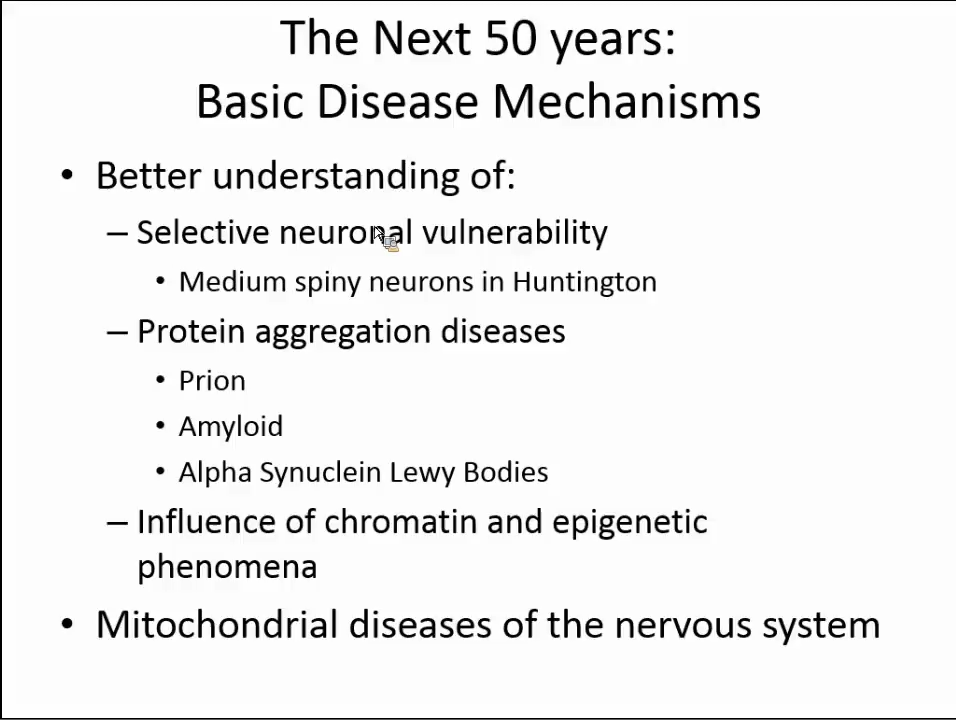 The Next 50 years:
Basic Disease Mechanisms
• Better understanding of:
– Selective neuronal vulnerability
• Medium spiny neurons in Huntington
– Protein aggregation diseases
• Prion
• Amyloid
• Alpha Synuclein Lewy Bodies
– Influence of chromatin and epigenetic
phenomena
• Mitochondrial diseases of the nervous system